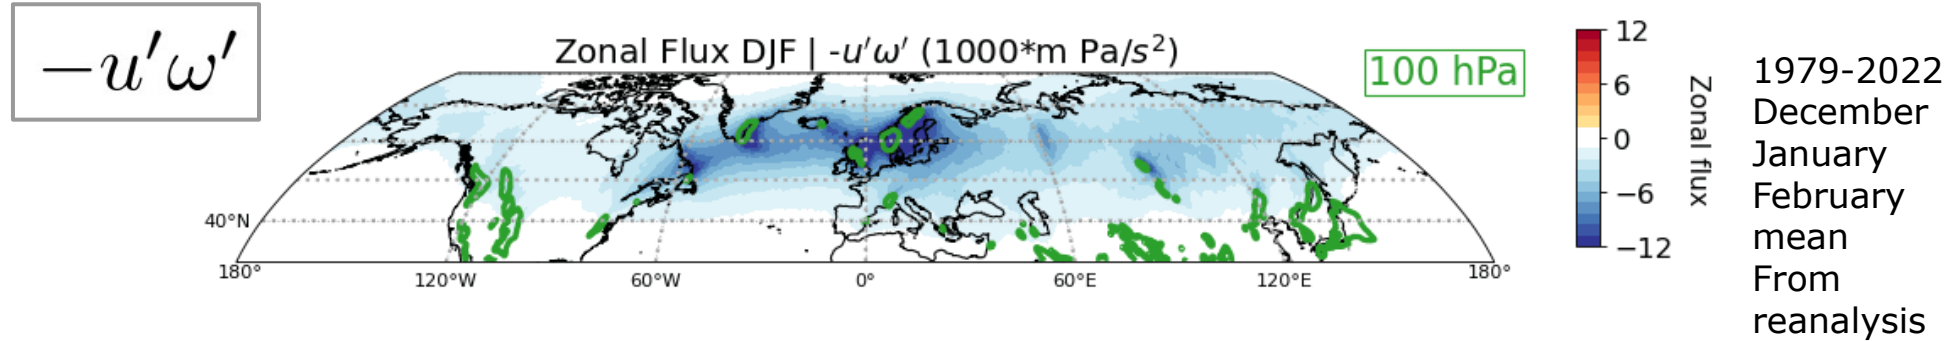 −u′ω′
Zonal Flux DJF | -u′ω′ (1000*m Pa/s²)
100 hPa
40°N
180°
120°W
60°W
0°
60°E
120°E
180°
12
6
0
−6
−12
Zonal flux
1979-2022
December
January
February
mean
From
reanalysis